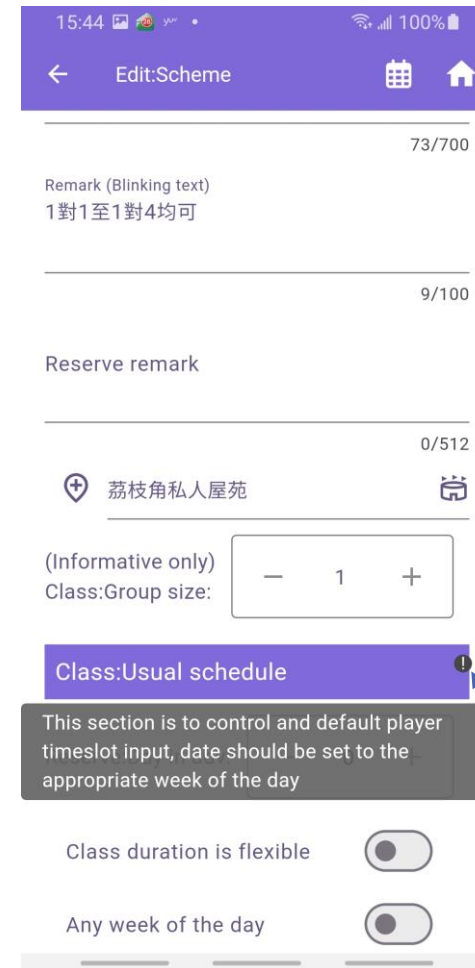 15:44
100%
Edit:Scheme
73/700
Remark (Blinking text)
1對1至1對4均可
9/100
Reserve remark
0/512
荔枝角私人屋苑
(Informative only)
Class:Group size:
1
Class:Usual schedule
This section is to control and default player
timeslot input, date should be set to the
appropriate week of the day
Class duration is flexible
Any week of the day